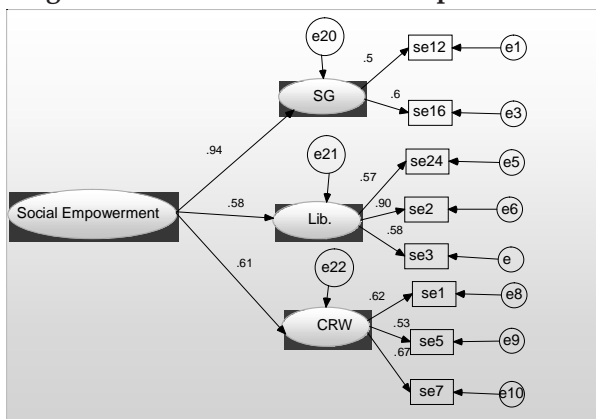 e20
se12
e1
.5
SG
.6
se16
e3
.94
e21
se24
e5
.57
Social Empowerment
.58
Lib.
.90
se2
e6
.58
se3
e
e22
.61
.62
se1
e8
CRW
.53
se5
e9
.67
se7
e10